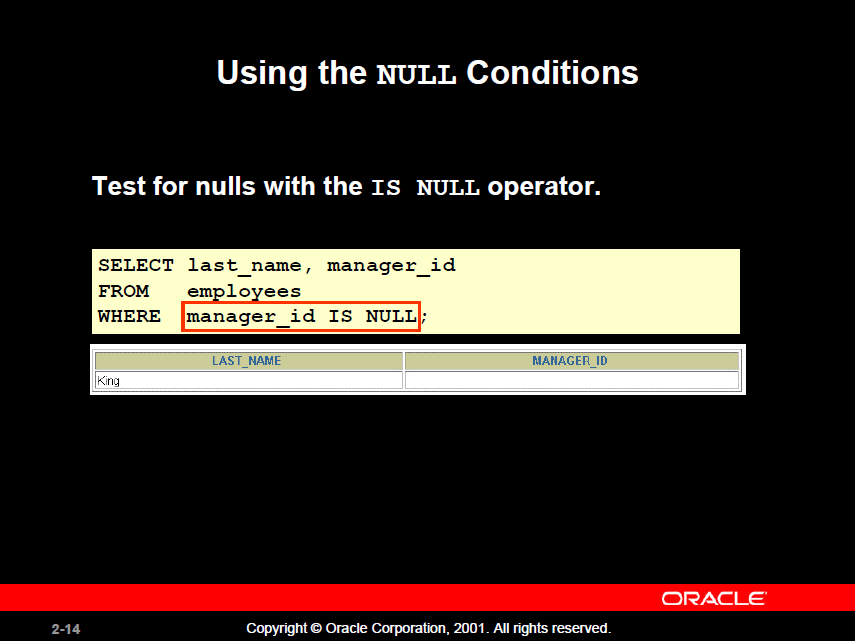 Using the NULL Conditions
Test for nulls with the IS NULL operator.
SELECT last_name, manager_id
FROM   employees
WHERE  manager_id IS NULL;
LAST_NAME MANAGER_ID
King
ORACLE
2-14 Copyright © Oracle Corporation, 2001. All rights reserved.